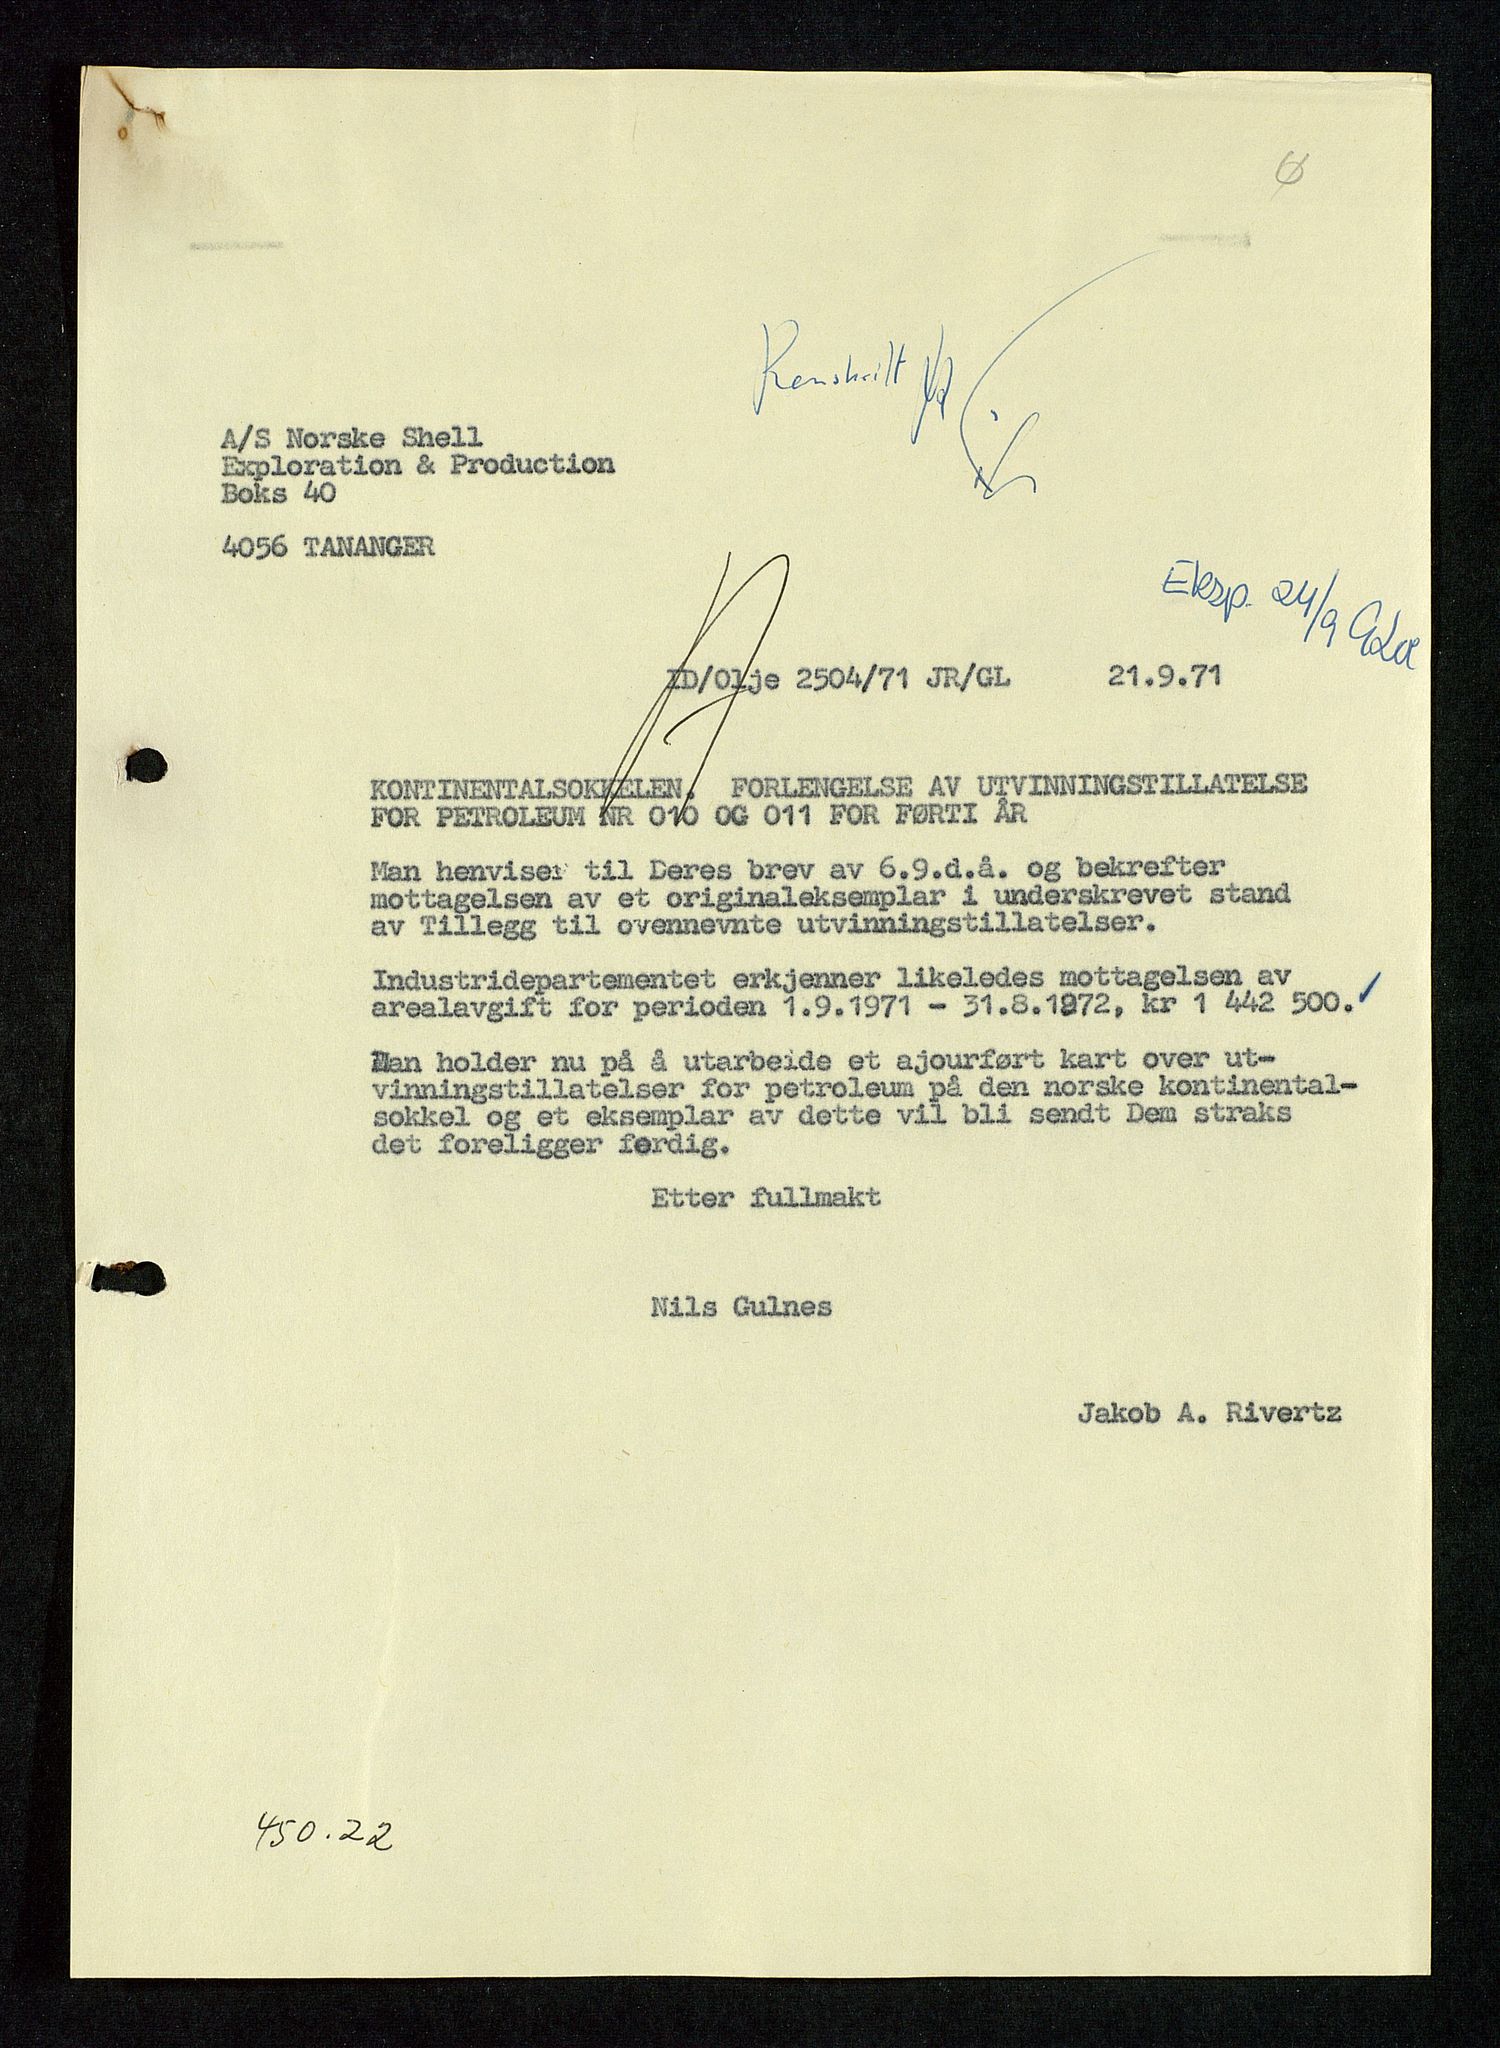 Renskrift
A/S Norske Shell
Exploration & Production
Boks 40
4056 TANANGER
Eksp. 24/9
ID/Olje 2504/71 JR/GL 21.9.71
KONTINENTALSOKKELEN. FORLENGELSE AV UTVINNINGSTILLATELSE
FOR PETROLEUM NR 010 OG 011 FOR FØRTI ÅR
Man henviser til Deres brev av 6.9.d.å. og bekrefter
mottagelsen av et originaleksemplar i underskrevet stand
av Tillegg til ovennevnte utvinningstillatelser.
Industridepartementet erkjenner likeledes mottagelsen av
arealavgift for perioden 1.9.1971 - 31.8.1972, kr 1 442 500.
Man holder nu på å utarbeide et ajourført kart over ut-
vinningstillatelser for petroleum på den norske kontinental-
sokkel og et eksemplar av dette vil bli sendt Dem straks
det foreligger ferdig.
Etter fullmakt
Nils Gulnes
Jakob A. Rivertz
450.22